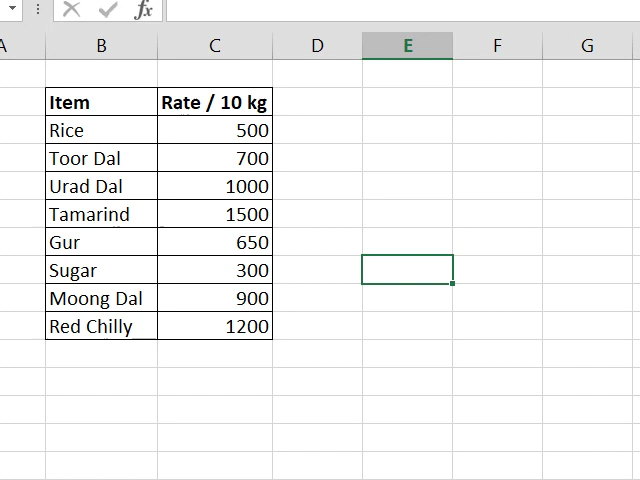 fx
A B C D E F G
Item Rate / 10 kg
Rice 500
Toor Dal 700
Urad Dal 1000
Tamarind 1500
Gur 650
Sugar 300
Moong Dal 900
Red Chilly 1200